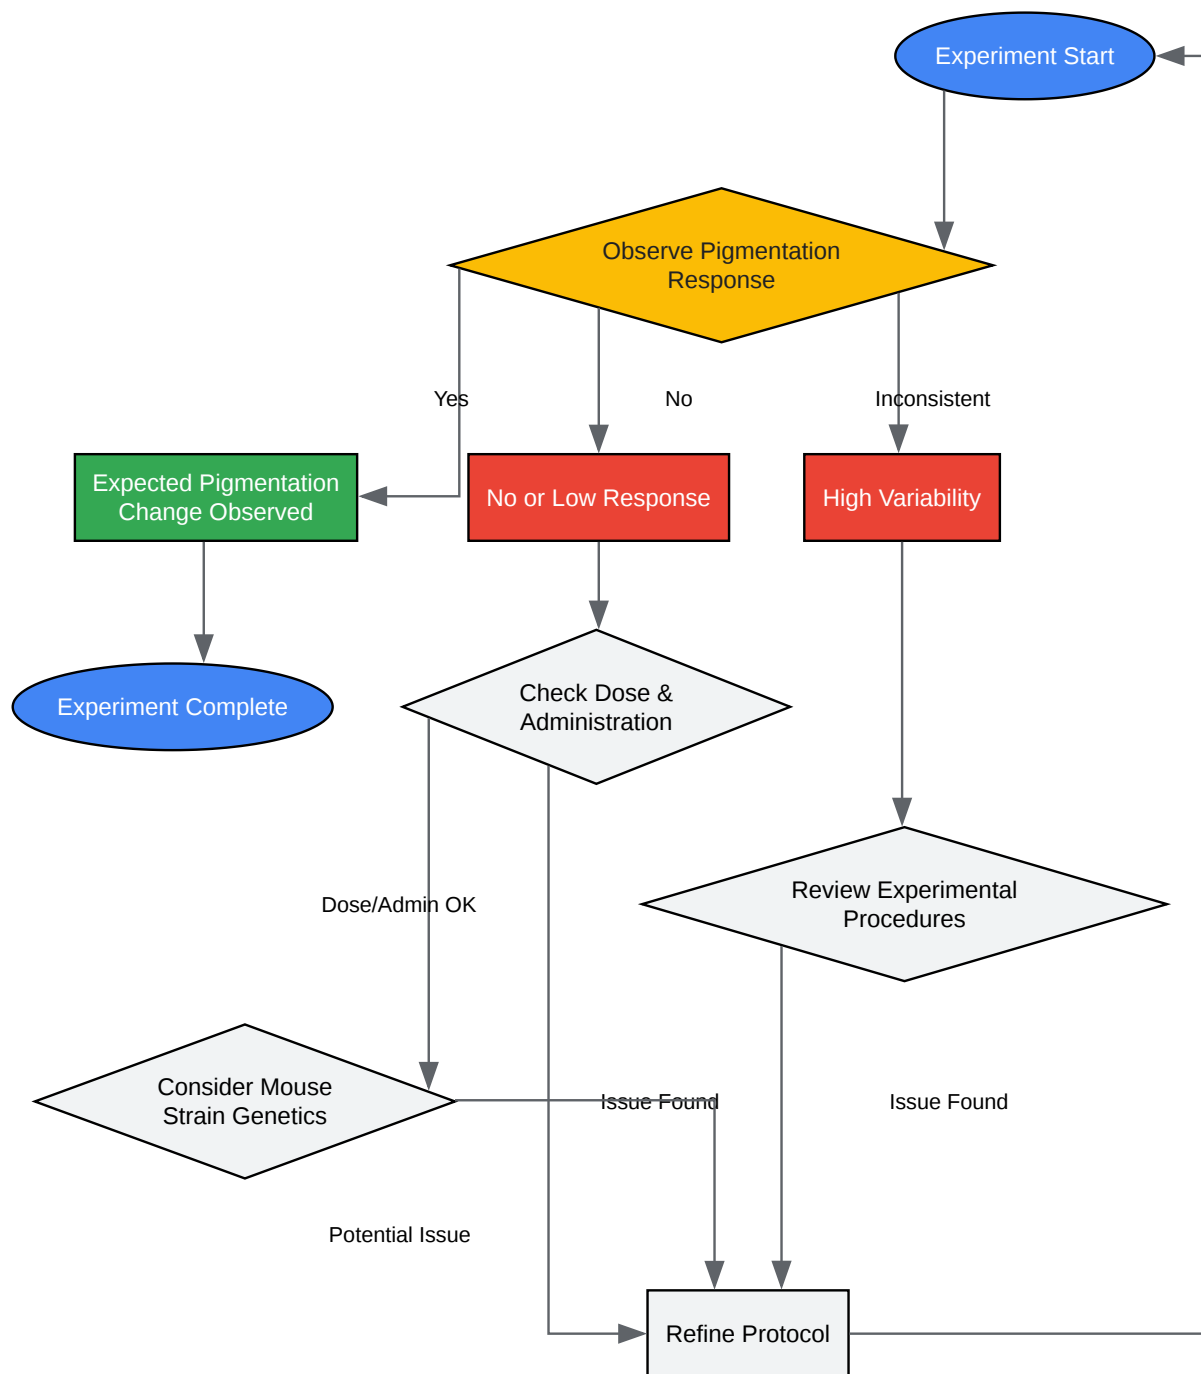 Experiment Start
Observe Pigmentation
Response
Yes
No
Inconsistent
Expected Pigmentation
Change Observed
No or Low Response
High Variability
Experiment Complete
Check Dose &
Administration
Dose/Admin OK
Review Experimental
Procedures
Consider Mouse
Strain Genetics
Issue Found
Issue Found
Potential Issue
Refine Protocol